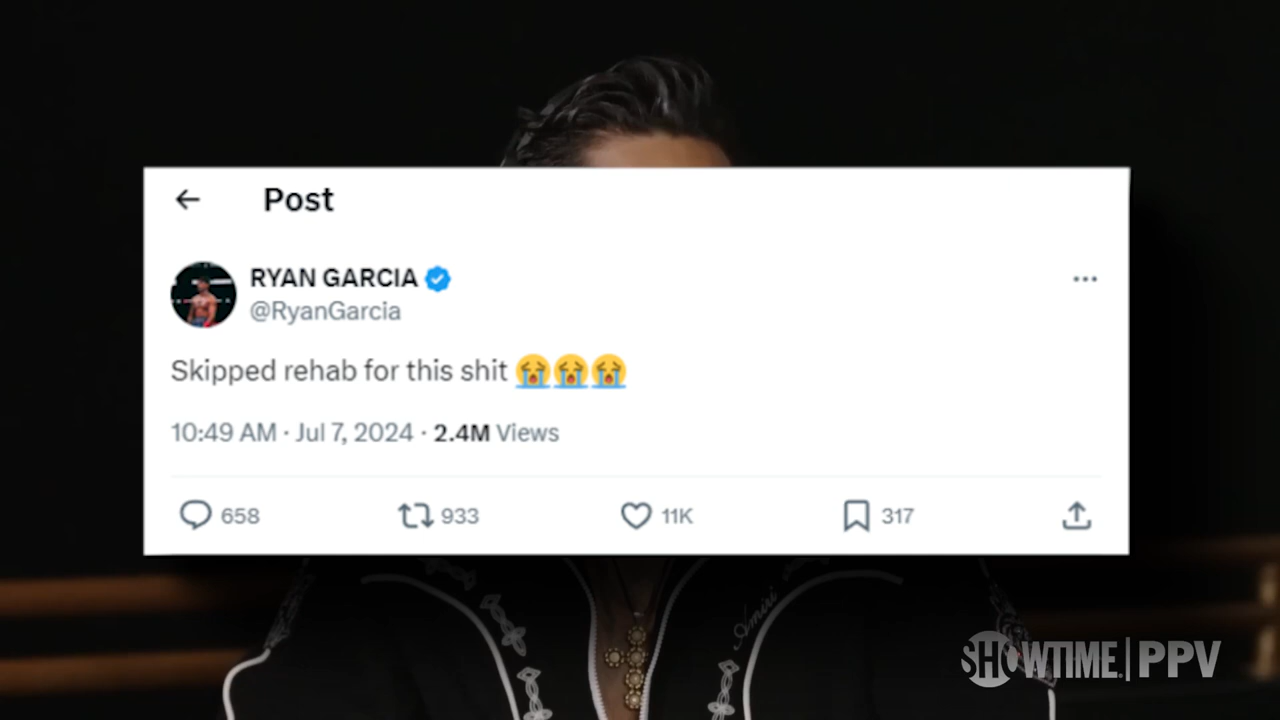 Post
RYAN GARCIA
@RyanGarcia
Skipped rehab for this shit 😭😭😭
10:49 AM · Jul 7, 2024 · 2.4M Views
658 933 11K 317
Amiri
SHOWTIME. | PPV